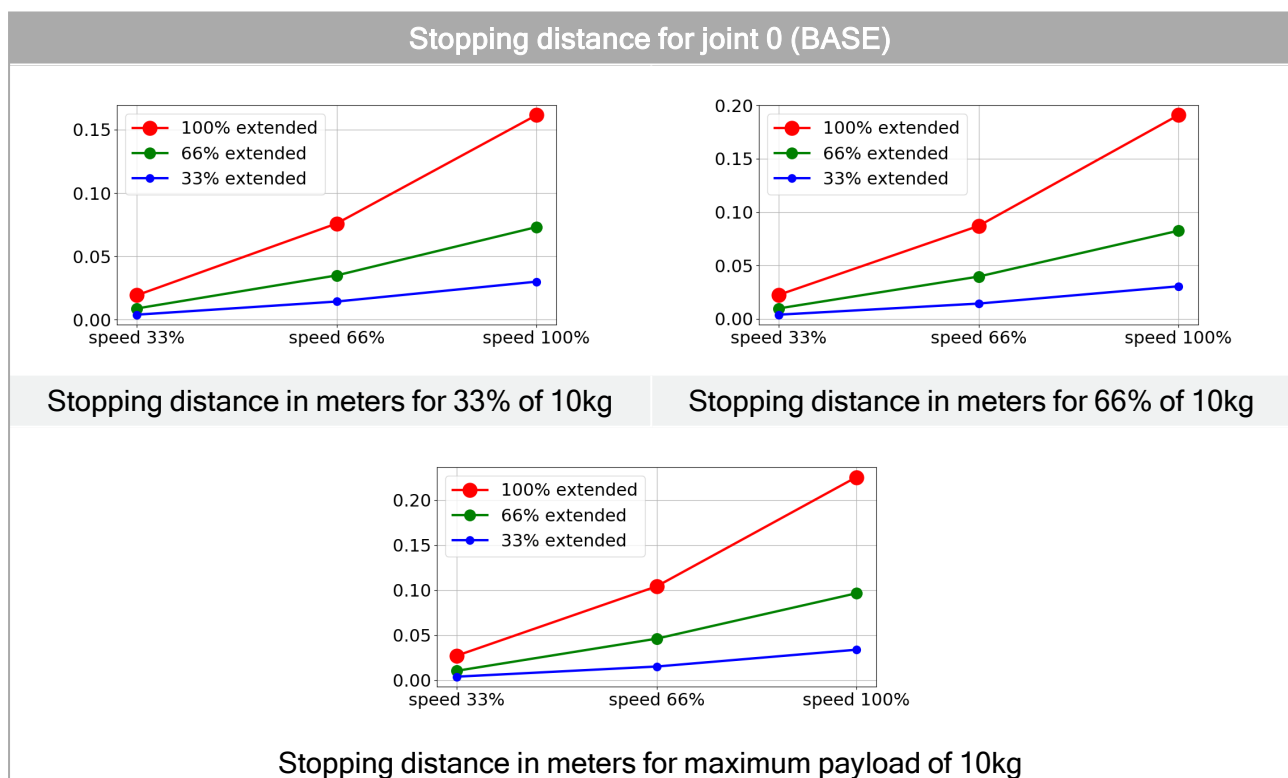 Stopping distance for joint 0 (BASE)
0.15
0.10
0.05
0.00
100% extended
66% extended
33% extended
speed 33%
speed 66%
speed 100%
0.20
0.15
0.10
0.05
0.00
100% extended
66% extended
33% extended
speed 33%
speed 66%
speed 100%
Stopping distance in meters for 33% of 10kg
Stopping distance in meters for 66% of 10kg
0.20
0.15
0.10
0.05
0.00
100% extended
66% extended
33% extended
speed 33%
speed 66%
speed 100%
Stopping distance in meters for maximum payload of 10kg